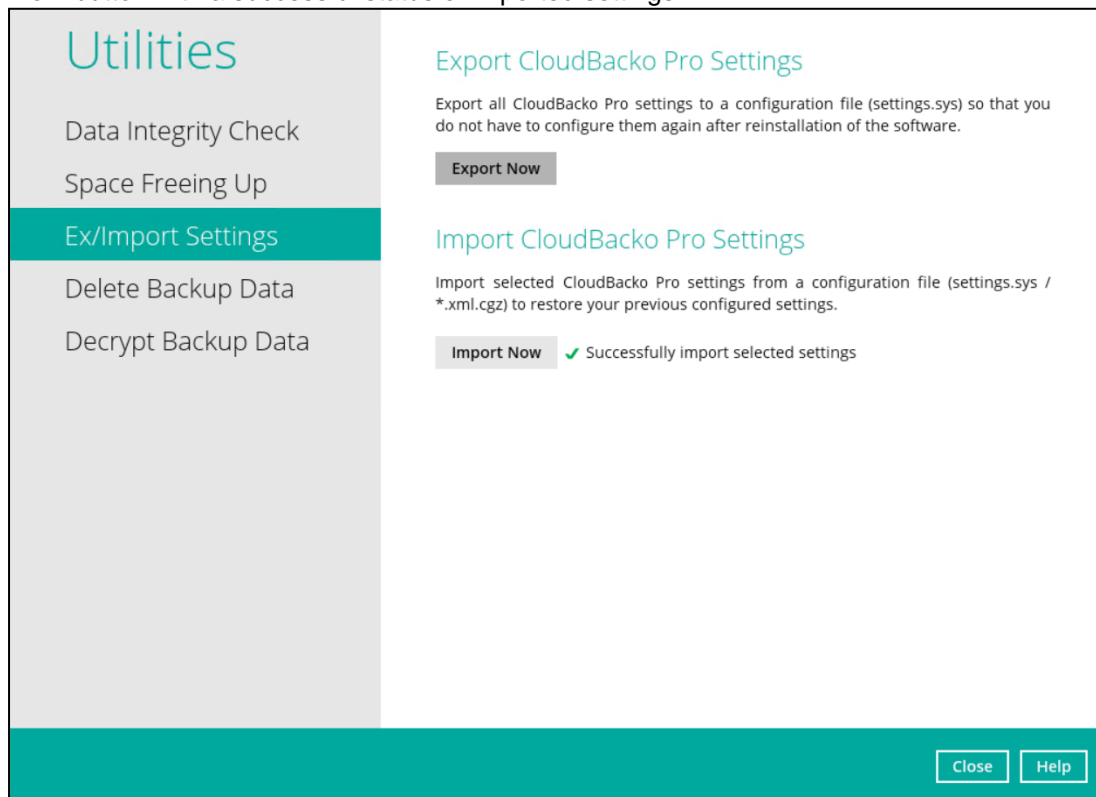 Utilities
Data Integrity Check
Space Freeing Up
Ex/Import Settings
Delete Backup Data
Decrypt Backup Data
Export CloudBacko Pro Settings
Export all CloudBacko Pro settings to a configuration file (settings.sys) so that you
do not have to configure them again after reinstallation of the software.
Export Now
Import CloudBacko Pro Settings
Import selected CloudBacko Pro settings from a configuration file (settings.sys /
*.xml.cgz) to restore your previous configured settings.
Import Now Successfully import selected settings
Close Help